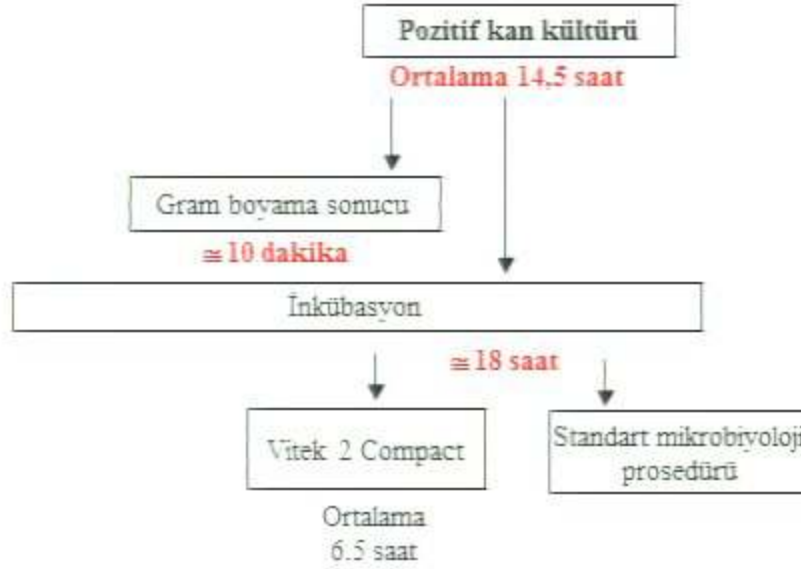 Pozitif kan kültürü
Ortalama 14,5 saat
Gram boyama sonucu
≅ 10 dakika
İnkübasyon
≅ 18 saat
Vitek 2 Compact
Standart mikrobiyoloji
prosedürü
Ortalama
6.5 saat